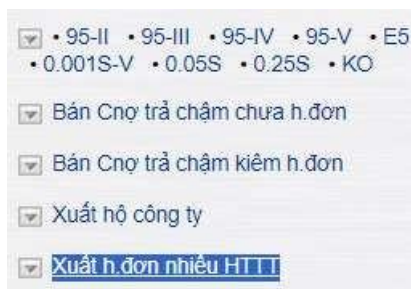 • 95-II • 95-III • 95-IV • 95-V • E5
• 0.001S-V • 0.05S • 0.25S • KO
Bán Cnợ trả chậm chưa h.đơn
Bán Cnợ trả chậm kiêm h.đơn
Xuất hộ công ty
Xuất h.đơn nhiều HTTT